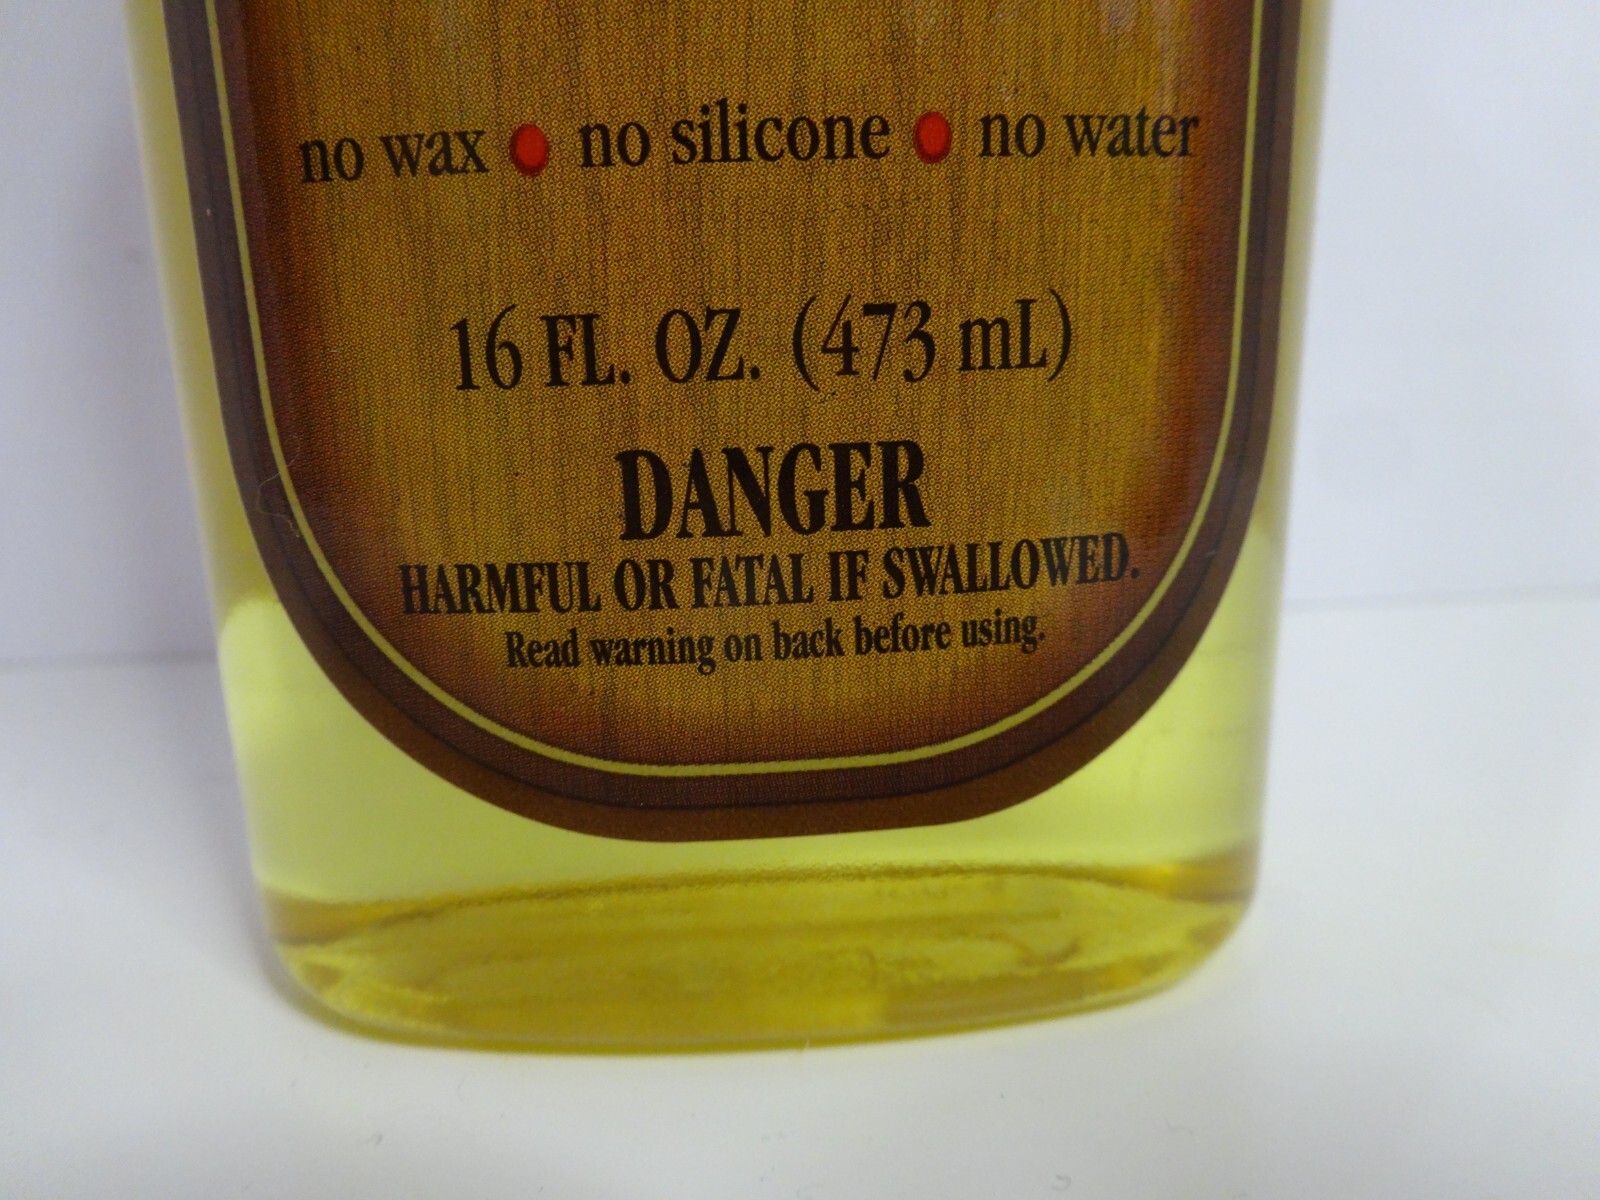 no wax • no silicone • no water
16 FL. OZ. (473 mL)
DANGER
HARMFUL OR FATAL IF SWALLOWED.
Read warning on back before using.